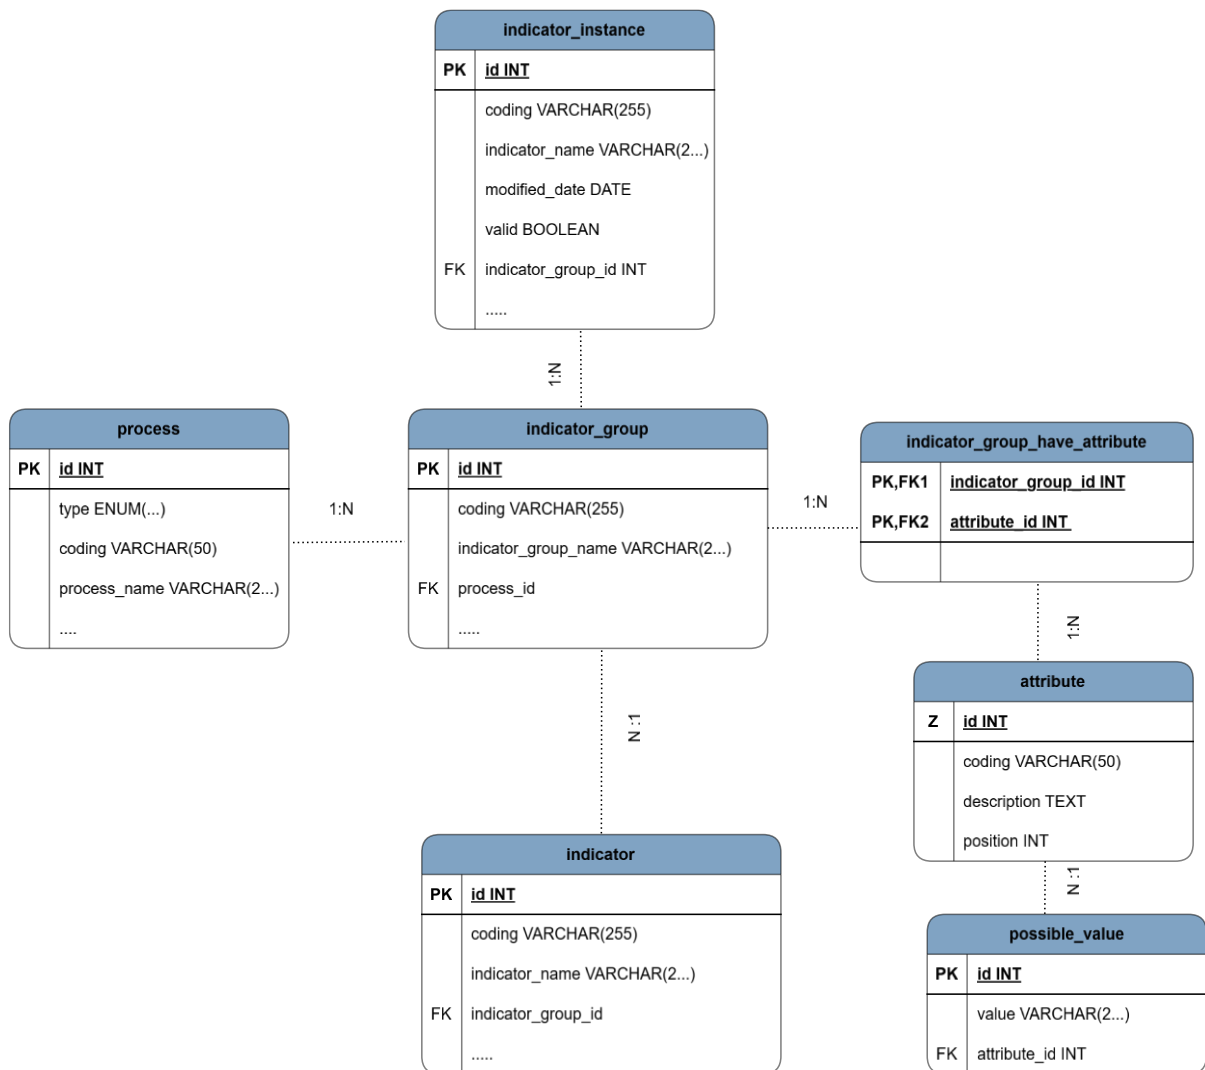 indicator_instance
PK id INT
coding VARCHAR(255)
indicator_name VARCHAR(2...)
modified_date DATE
valid BOOLEAN
FK indicator_group_id INT
.....
1:N
process
PK id INT
type ENUM(...)
coding VARCHAR(50)
process_name VARCHAR(2...)
....
1:N
indicator_group
PK id INT
coding VARCHAR(255)
indicator_group_name VARCHAR(2...)
FK process_id
.....
1:N
indicator_group_have_attribute
PK,FK1 indicator_group_id INT
PK,FK2 attribute_id INT
1:N
attribute
Z id INT
coding VARCHAR(50)
description TEXT
position INT
N :1
indicator
PK id INT
coding VARCHAR(255)
indicator_name VARCHAR(2...)
FK indicator_group_id
.....
N :1
possible_value
PK id INT
value VARCHAR(2...)
FK attribute_id INT